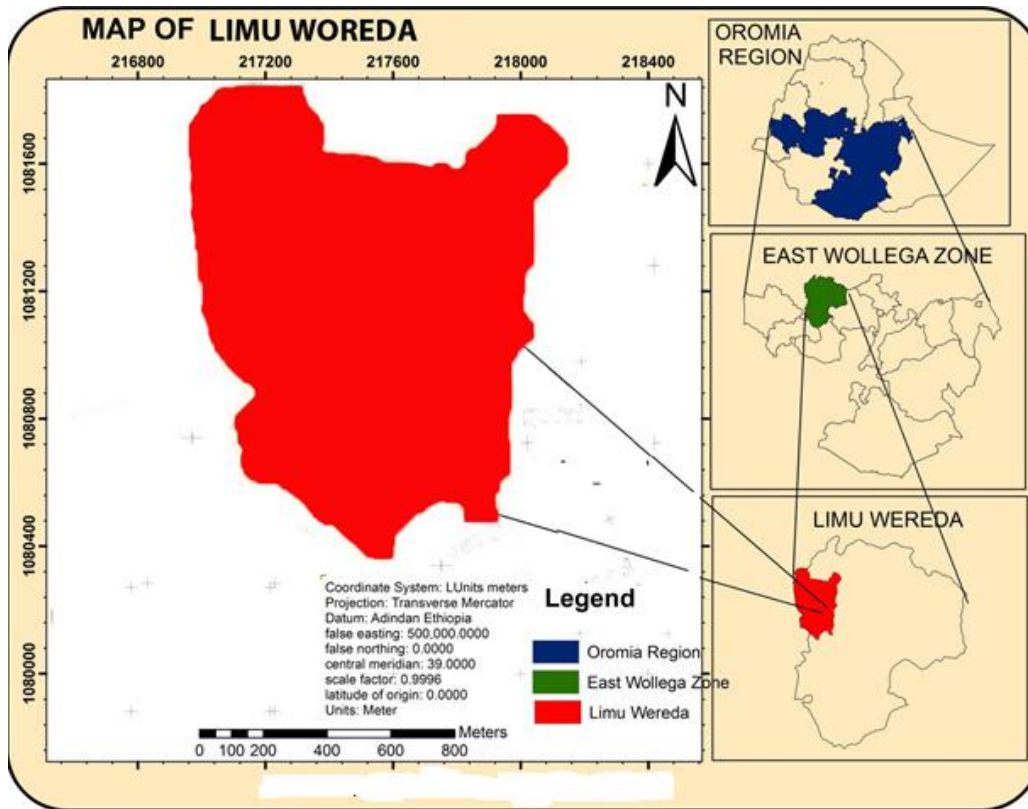 MAP OF LIMU WOREDA
216800 217200 217600 218000 218400
1081600
1081200
1080800
1080400
1080000
N
Coordinate System: LUnits meters
Projection: Transverse Mercator
Datum: Adindan Ethiopia
false easting: 500,000.0000
false northing: 0.0000
central meridian: 39.0000
scale factor: 0.9996
latitude of origin: 0.0000
Units: Meter
Meters
0 100 200 400 600 800
Legend
Oromia Region
East Wollega Zone
Limu Wereda
OROMIA
REGION
EAST WOLLEGA ZONE
LIMU WEREDA